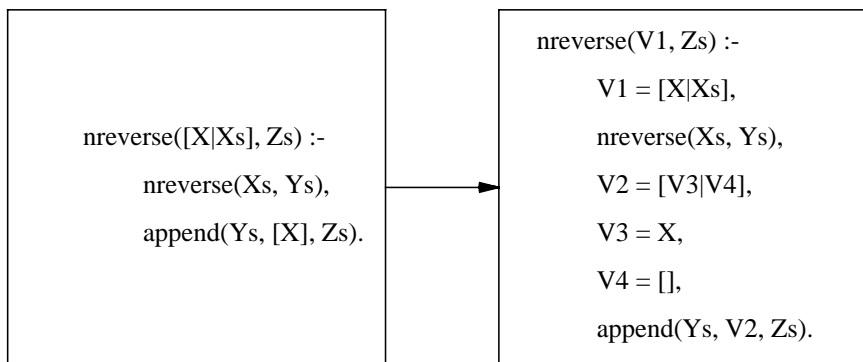 nreverse([X|Xs], Zs) :-
nreverse(Xs, Ys),
append(Ys, [X], Zs).
nreverse(V1, Zs) :-
V1 = [X|Xs],
nreverse(Xs, Ys),
V2 = [V3|V4],
V3 = X,
V4 = [],
append(Ys, V2, Zs).